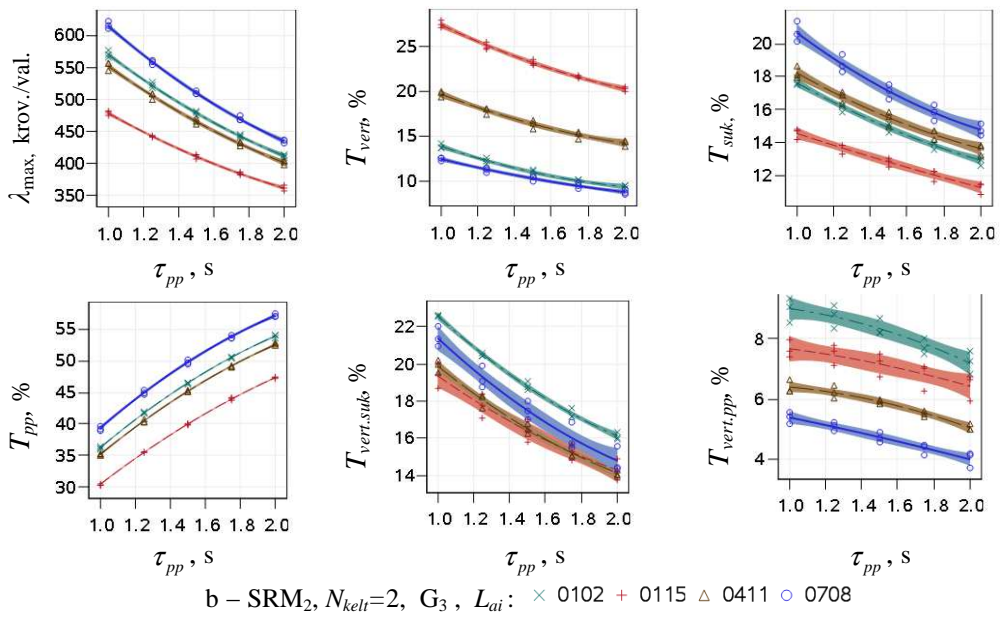 λmax, krov./val.
600
550
500
450
400
350
1.0 1.2 1.4 1.6 1.8 2.0
τpp , s
Tvert, %
25
20
15
10
1.0 1.2 1.4 1.6 1.8 2.0
τpp , s
Tsuk, %
20
18
16
14
12
1.0 1.2 1.4 1.6 1.8 2.0
τpp , s
Tpp, %
55
50
45
40
35
30
1.0 1.2 1.4 1.6 1.8 2.0
τpp , s
Tvert.suk, %
22
20
18
16
14
1.0 1.2 1.4 1.6 1.8 2.0
τpp , s
Tvert,pp, %
8
6
4
1.0 1.2 1.4 1.6 1.8 2.0
τpp , s
b – SRM₂, Nkelt=2, G₃ , Lai: × 0102 + 0115 △ 0411 ○ 0708